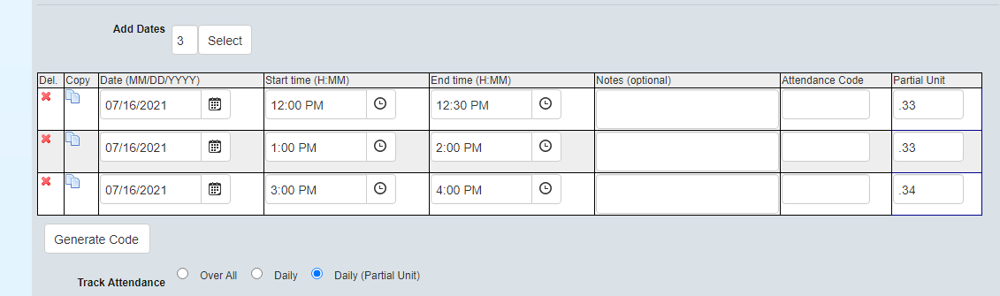 Add Dates 3 Select
Del. Copy Date (MM/DD/YYYY) Start time (H:MM) End time (H:MM) Notes (optional) Attendance Code Partial Unit
07/16/2021 12:00 PM 12:30 PM .33
07/16/2021 1:00 PM 2:00 PM .33
07/16/2021 3:00 PM 4:00 PM .34
Generate Code
Track Attendance Over All Daily Daily (Partial Unit)